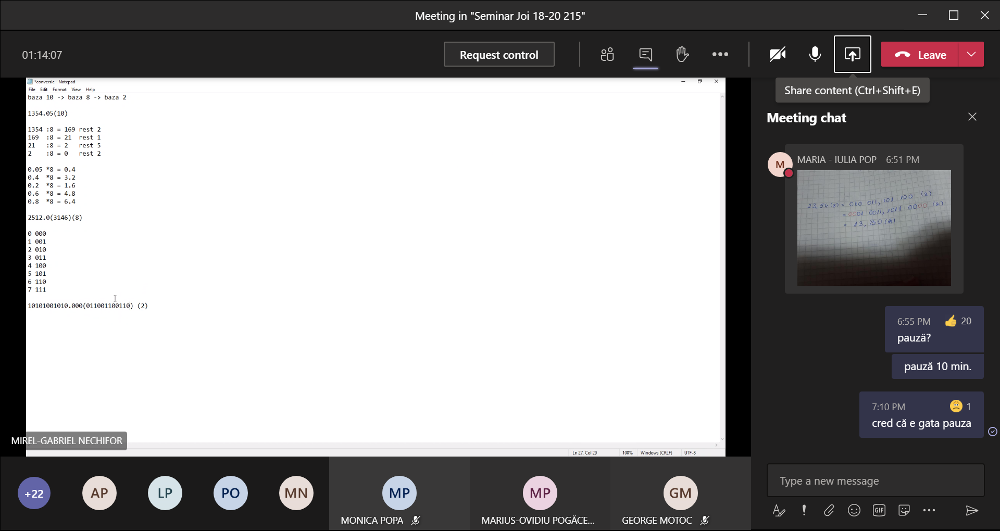 Meeting in "Seminar Joi 18-20 215"
01:14:07
Request control
Leave
Share content (Ctrl+Shift+E)
*conversie - Notepad
File Edit Format View Help
baza 10 -> baza 8 -> baza 2
1354.05(10)
1354 :8 = 169 rest 2
169 :8 = 21 rest 1
21 :8 = 2 rest 5
2 :8 = 0 rest 2
0.05 *8 = 0.4
0.4 *8 = 3.2
0.2 *8 = 1.6
0.6 *8 = 4.8
0.8 *8 = 6.4
2512.0(3146)(8)
0 000
1 001
2 010
3 011
4 100
5 101
6 110
7 111
10101001010.000(011001100110) (2)
Ln 27, Col 29 100% Windows (CRLF) UTF-8
MIREL-GABRIEL NECHIFOR
+22
AP
LP
PO
MN
MP
MONICA POPA
MP
MARIUS-OVIDIU POGĂCE...
GM
GEORGE MOTOC
Meeting chat
M
MARIA - IULIA POP 6:51 PM
23,54 (8) = 010 011, 101 100 (2)
= 0001 0011, 1011 0000 (2)
= 13, B0
6:55 PM 👍 20
pauză?
pauză 10 min.
7:10 PM 1
cred că e gata pauza
Type a new message
GIF